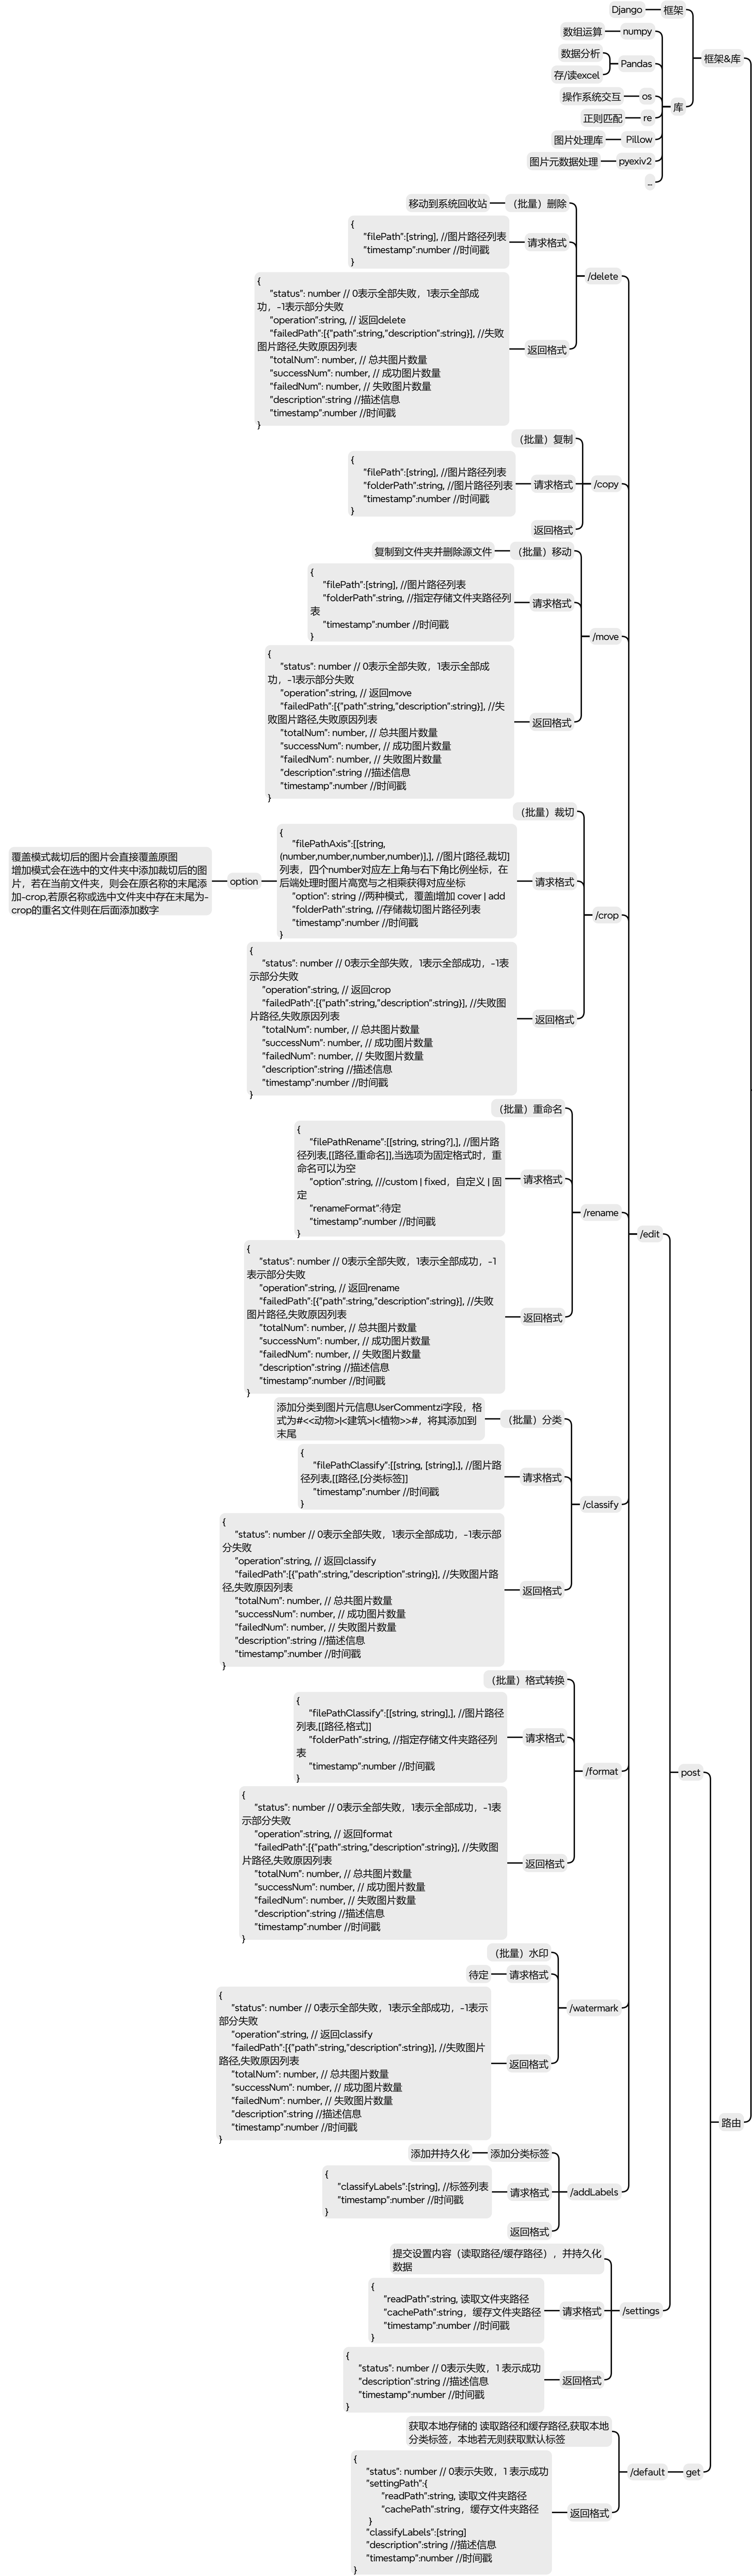 Django
框架
数组运算
numpy
数据分析
存/读excel
Pandas
框架&库
操作系统交互
os
库
正则匹配
re
图片处理库
Pillow
图片元数据处理
pyexiv2
...
移动到系统回收站
（批量）删除
{
"filePath":[string], //图片路径列表
"timestamp":number //时间戳
}
请求格式
/delete
{
"status": number // 0表示全部失败，1表示全部成
功，-1表示部分失败
"operation":string, // 返回delete
"failedPath":[{"path":string,"description":string}], //失败
图片路径,失败原因列表
"totalNum": number, // 总共图片数量
"successNum": number, // 成功图片数量
"failedNum": number, // 失败图片数量
"description":string //描述信息
"timestamp":number //时间戳
}
返回格式
（批量）复制
{
"filePath":[string], //图片路径列表
"folderPath":string, //图片路径列表
"timestamp":number //时间戳
}
请求格式
/copy
返回格式
复制到文件夹并删除源文件
（批量）移动
{
"filePath":[string], //图片路径列表
"folderPath":string, //指定存储文件夹路径列
表
"timestamp":number //时间戳
}
请求格式
/move
{
"status": number // 0表示全部失败，1表示全部成
功，-1表示部分失败
"operation":string, // 返回move
"failedPath":[{"path":string,"description":string}], //失
败图片路径,失败原因列表
"totalNum": number, // 总共图片数量
"successNum": number, // 成功图片数量
"failedNum": number, // 失败图片数量
"description":string //描述信息
"timestamp":number //时间戳
}
返回格式
（批量）裁切
覆盖模式裁切后的图片会直接覆盖原图
增加模式会在选中的文件夹中添加裁切后的图
片，若在当前文件夹，则会在原名称的末尾添
加-crop,若原名称或选中文件夹中存在末尾为-
crop的重名文件则在后面添加数字
option
{
"filePathAxis":[[string,
(number,number,number,number)],], //图片[路径,裁切]
列表，四个number对应左上角与右下角比例坐标，在
后端处理时图片高宽与之相乘获得对应坐标
"option": string //两种模式，覆盖|增加 cover | add
"folderPath":string, //存储裁切图片路径列表
"timestamp":number //时间戳
}
请求格式
/crop
{
"status": number // 0表示全部失败，1表示全部成功，-1表
示部分失败
"operation":string, // 返回crop
"failedPath":[{"path":string,"description":string}], //失败图
片路径,失败原因列表
"totalNum": number, // 总共图片数量
"successNum": number, // 成功图片数量
"failedNum": number, // 失败图片数量
"description":string //描述信息
"timestamp":number //时间戳
}
返回格式
（批量）重命名
{
"filePathRename":[[string, string?],], //图片路
径列表,[[路径,重命名]],当选项为固定格式时，重
命名可以为空
"option":string, ///custom | fixed，自定义 | 固
定
"renameFormat":待定
"timestamp":number //时间戳
}
请求格式
/rename
/edit
{
"status": number // 0表示全部失败，1表示全部成功，-1
表示部分失败
"operation":string, // 返回rename
"failedPath":[{"path":string,"description":string}], //失败
图片路径,失败原因列表
"totalNum": number, // 总共图片数量
"successNum": number, // 成功图片数量
"failedNum": number, // 失败图片数量
"description":string //描述信息
"timestamp":number //时间戳
}
返回格式
添加分类到图片元信息UserCommentzi字段，格
式为#<<动物>|<建筑>|<植物>>#，将其添加到
末尾
（批量）分类
{
"filePathClassify":[[string, [string],], //图片路
径列表,[[路径,[分类标签]]
"timestamp":number //时间戳
}
请求格式
/classify
{
"status": number // 0表示全部失败，1表示全部成功，-1表示部
分失败
"operation":string, // 返回classify
"failedPath":[{"path":string,"description":string}], //失败图片路
径,失败原因列表
"totalNum": number, // 总共图片数量
"successNum": number, // 成功图片数量
"failedNum": number, // 失败图片数量
"description":string //描述信息
"timestamp":number //时间戳
}
返回格式
（批量）格式转换
{
"filePathClassify":[[string, string],], //图片路径
列表,[[路径,格式]]
"folderPath":string, //指定存储文件夹路径列
表
"timestamp":number //时间戳
}
请求格式
/format
post
{
"status": number // 0表示全部失败，1表示全部成功，-1表
示部分失败
"operation":string, // 返回format
"failedPath":[{"path":string,"description":string}], //失败图
片路径,失败原因列表
"totalNum": number, // 总共图片数量
"successNum": number, // 成功图片数量
"failedNum": number, // 失败图片数量
"description":string //描述信息
"timestamp":number //时间戳
}
返回格式
（批量）水印
待定
请求格式
/watermark
{
"status": number // 0表示全部失败，1表示全部成功，-1表示
部分失败
"operation":string, // 返回classify
"failedPath":[{"path":string,"description":string}], //失败图片
路径,失败原因列表
"totalNum": number, // 总共图片数量
"successNum": number, // 成功图片数量
"failedNum": number, // 失败图片数量
"description":string //描述信息
"timestamp":number //时间戳
}
返回格式
路由
添加并持久化
添加分类标签
{
"classifyLabels":[string], //标签列表
"timestamp":number //时间戳
}
请求格式
/addLabels
返回格式
提交设置内容（读取路径/缓存路径），并持久化
数据
{
"readPath":string, 读取文件夹路径
"cachePath":string，缓存文件夹路径
"timestamp":number //时间戳
}
请求格式
/settings
{
"status": number // 0表示失败，1 表示成功
"description":string //描述信息
"timestamp":number //时间戳
}
返回格式
获取本地存储的 读取路径和缓存路径,获取本地
分类标签，本地若无则获取默认标签
/default
get
{
"status": number // 0表示失败，1 表示成功
"settingPath":{
"readPath":string, 读取文件夹路径
"cachePath":string，缓存文件夹路径
}
"classifyLabels":[string]
"description":string //描述信息
"timestamp":number //时间戳
}
返回格式